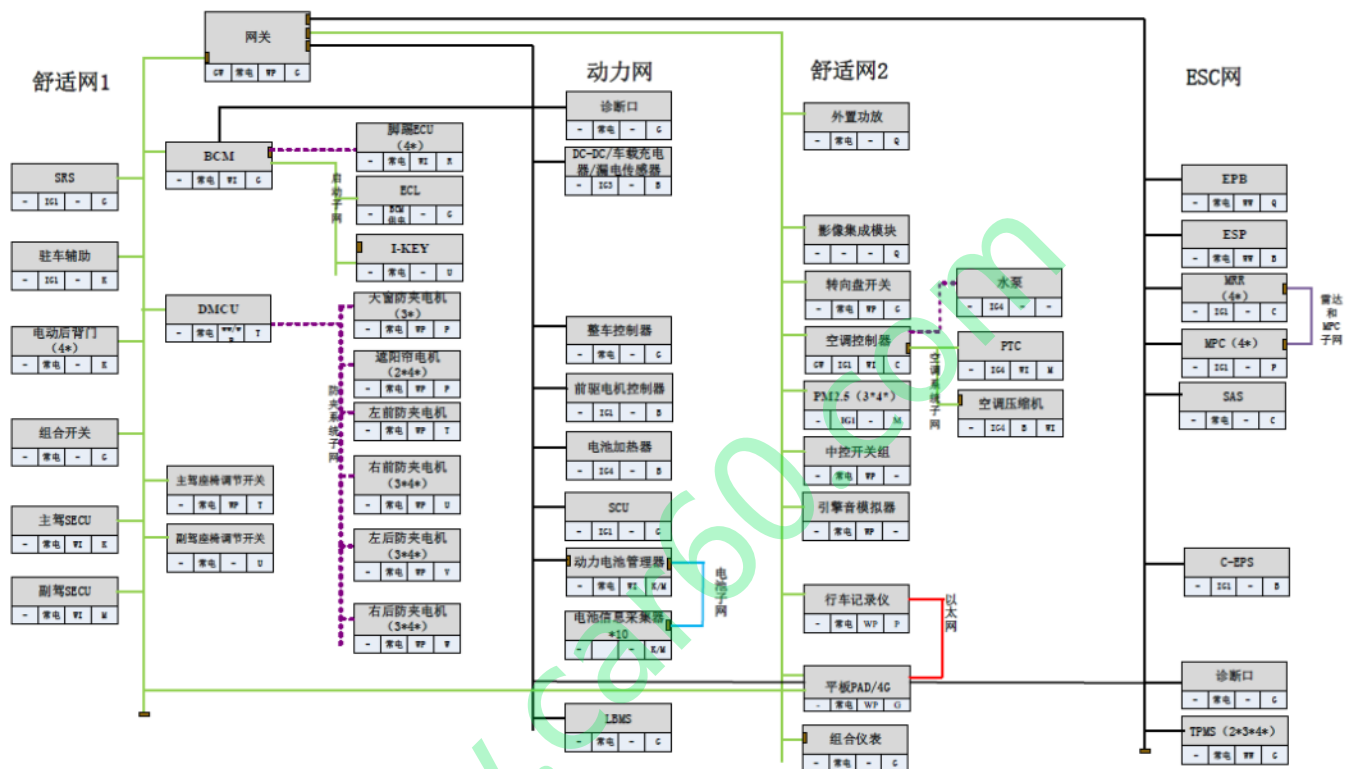 网关
GW 常电 WP G
舒适网1
动力网
舒适网2
ESC网
SRS
- IG1 - G
驻车辅助
- IG1 - K
电动后背门
(4*)
- 常电 - K
组合开关
- 常电 - G
主驾SECU
- 常电 WI K
副驾SECU
- 常电 WI M
BCM
- 常电 WI G
DMCU
- 常电 T
主驾座椅调节开关
- 常电 WP T
副驾座椅调节开关
- 常电 - U
启动子网
脚踢ECU
(4*)
- 常电 WI R
ECL
- BCM供电 - G
I-KEY
- 常电 - U
防夹系统子网
天窗防夹电机
(3*)
- 常电 WP P
遮阳帘电机
(2*4*)
- 常电 WP P
左前防夹电机
- 常电 WP T
右前防夹电机
(3*4*)
- 常电 WP U
左后防夹电机
(3*4*)
- 常电 WP V
右后防夹电机
(3*4*)
- 常电 WP W
诊断口
- 常电 - G
DC-DC/车载充电
器/漏电传感器
- IG3 - B
整车控制器
- 常电 - G
前驱电机控制器
- IG1 - B
电池加热器
- IG4 - B
SCU
- IG1 - G
动力电池管理器
- 常电 WI K/M
电池信息采集器
*10
- - K/M
电池子网
LBMS
- 常电 - G
外置功放
- 常电 - Q
影像集成模块
- - - Q
转向盘开关
- 常电 WP G
空调控制器
GW IG1 WI C
PM2.5（3*4*）
- IG1 - M
中控开关组
- 常电 WP -
引擎音模拟器
- 常电 WP -
行车记录仪
- 常电 WP P
平板PAD/4G
- 常电 WP G
组合仪表
- 常电 - G
以太网
空调系统子网
水泵
- IG4 - -
PTC
- IG4 WI M
空调压缩机
- IG4 B WI
EPB
- 常电 WW Q
ESP
- 常电 WW B
MRR
(4*)
- IG1 - C
MPC（4*）
- IG1 - P
雷达
和
MPC
子网
SAS
- 常电 - C
C-EPS
- IG1 - B
诊断口
- 常电 - G
TPMS（2*3*4*）
- 常电 WW G
.car60.com